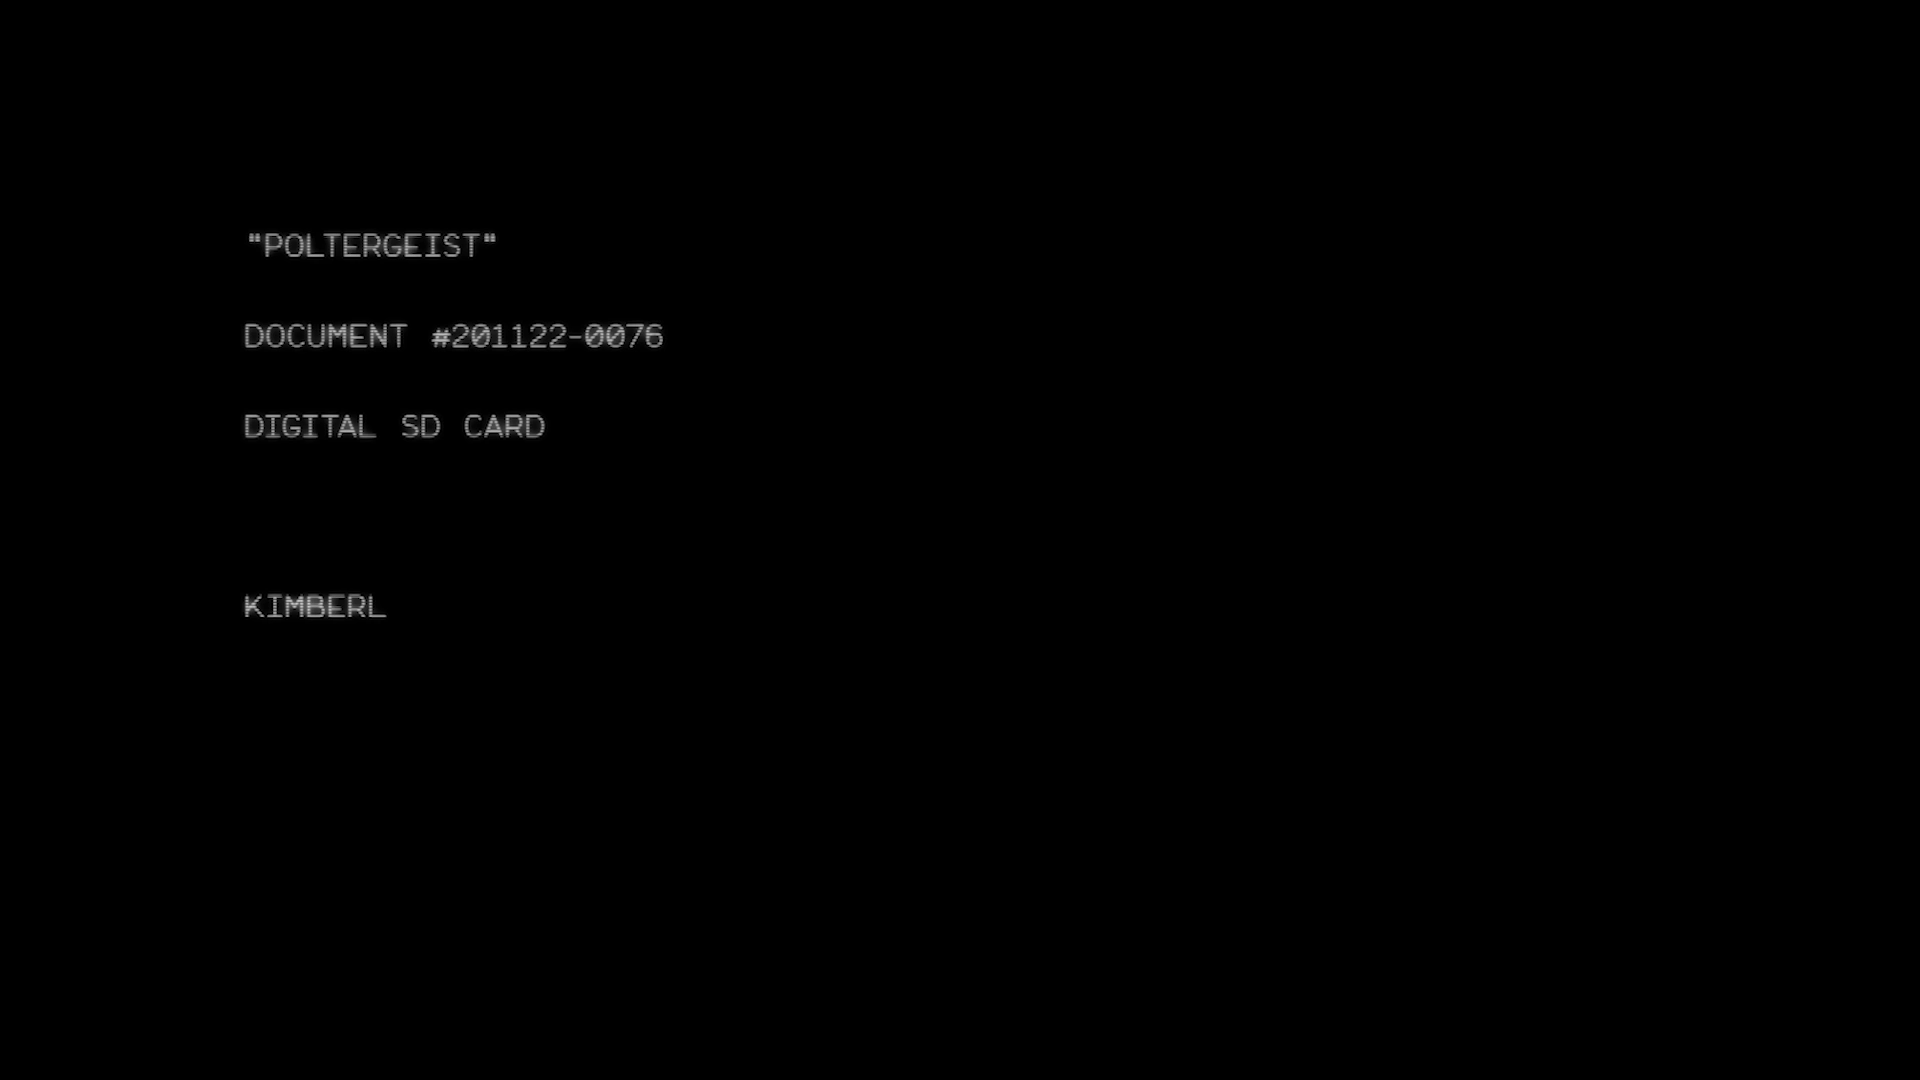 "POLTERGEIST"
DOCUMENT #201122-0076
DIGITAL SD CARD
KIMBERL